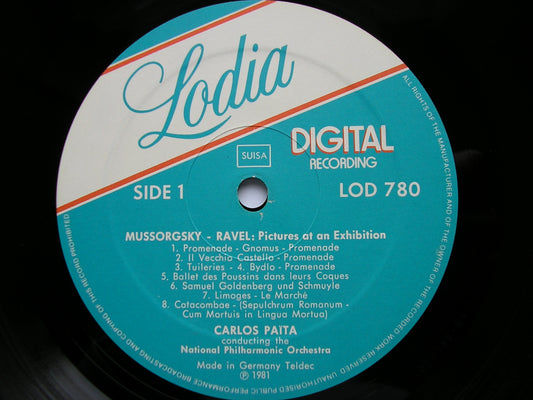 Lodia
DIGITAL
RECORDING
SUISA
SIDE 1
LOD 780
MUSSORGSKY - RAVEL: Pictures at an Exhibition
1. Promenade - Gnomus - Promenade
2. Il Vecchio Castello - Promenade
3. Tuileries - 4. Bydlo - Promenade
5. Ballet des Poussins dans leurs Coques
6. Samuel Goldenberg und Schmuyle
7. Limoges - Le Marché
8. Catacombae - (Sepulchrum Romanum -
Cum Mortuis in Lingua Mortua)
CARLOS PAITA
conducting the
National Philharmonic Orchestra
Made in Germany Teldec
℗ 1981
ALL RIGHTS OF THE MANUFACTURER AND OF THE OWNER OF THE RECORDED WORK RESERVED. UNAUTHORISED PUBLIC PERFORMANCE BROADCASTING AND COPYING OF THIS RECORD PROHIBITED